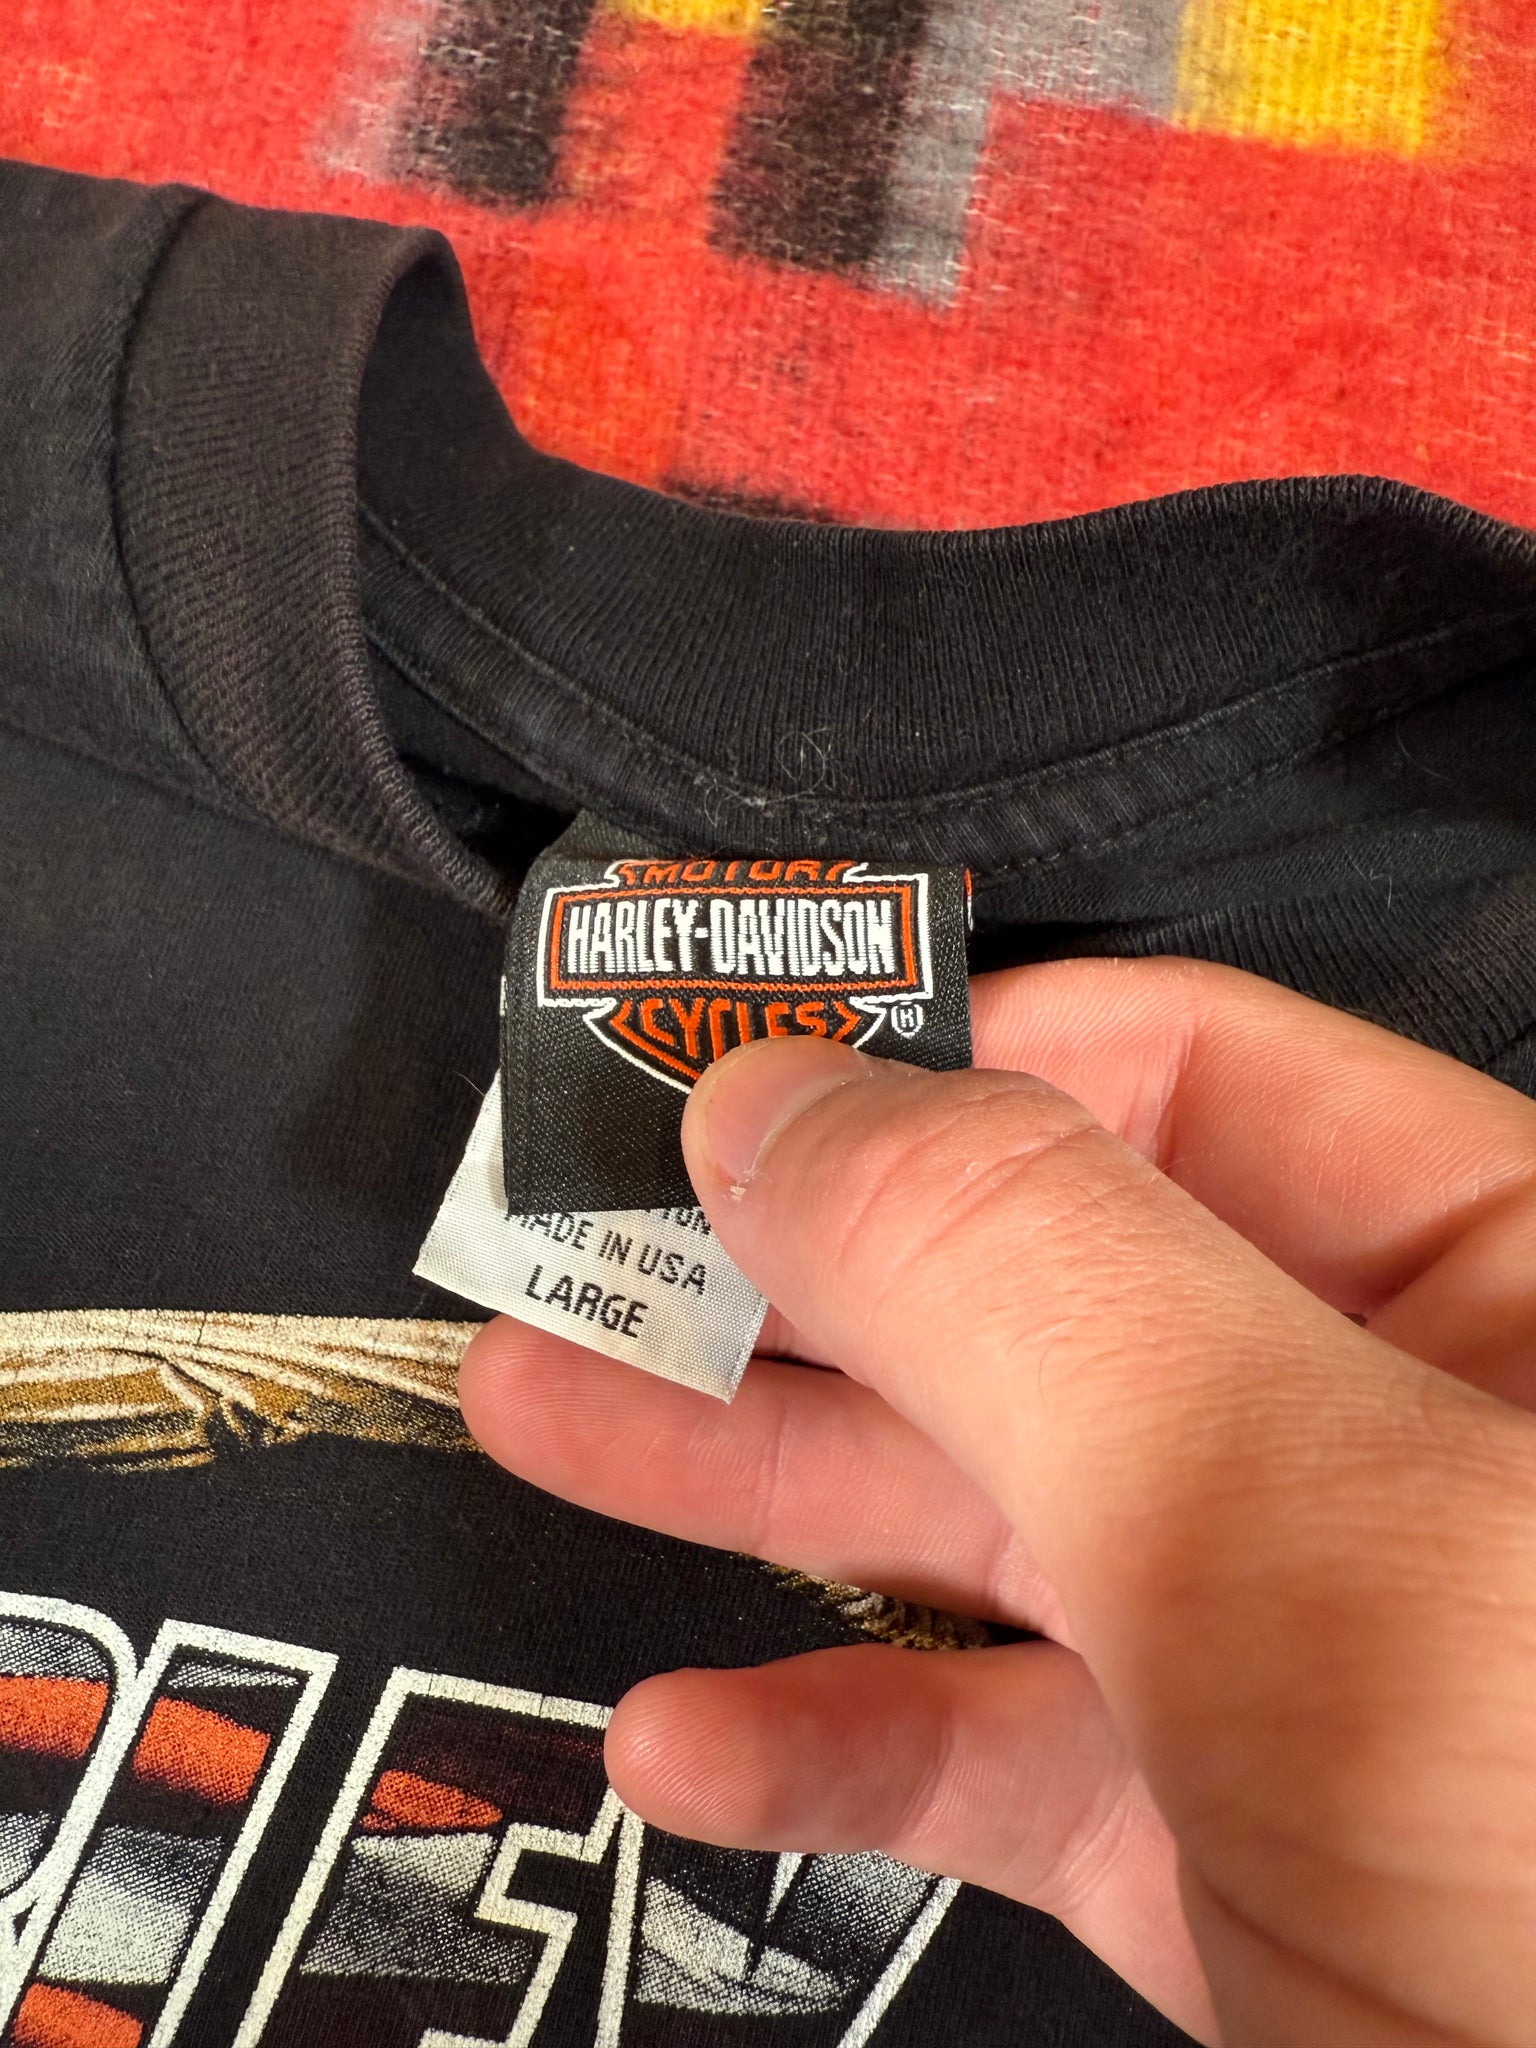 MOTOR
HARLEY-DAVIDSON
CYCLES
®
MADE IN USA
LARGE